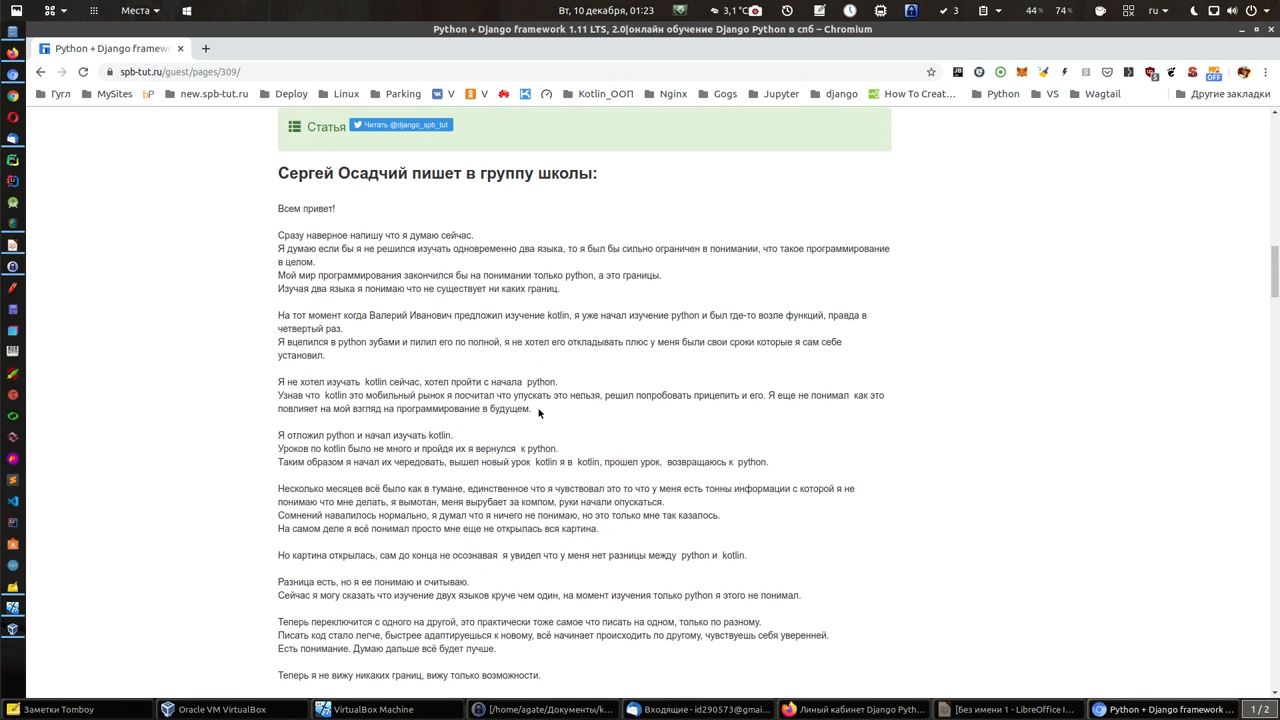 Места
Вт, 10 декабря, 01:23
3,1 °C
3
44%
74%
ru
Python + Django framework 1.11 LTS, 2.0|онлайн обучение Django Python в спб – Chromium
Python + Django framewo
spb-tut.ru/guest/pages/309/
Гугл
MySites
bP
new.spb-tut.ru
Deploy
Linux
Parking
V
V
Kotlin_ООП
Nginx
Gogs
Jupyter
django
How To Creat…
Python
VS
Wagtail
Другие закладки
Статья
Читать @django_spb_tut
Сергей Осадчий пишет в группу школы:
Всем привет!
Сразу наверное напишу что я думаю сейчас.
Я думаю если бы я не решился изучать одновременно два языка, то я был бы сильно ограничен в понимании, что такое программирование
в целом.
Мой мир программирования закончился бы на понимании только python, а это границы.
Изучая два языка я понимаю что не существует ни каких границ.
На тот момент когда Валерий Иванович предложил изучение kotlin, я уже начал изучение python и был где-то возле функций, правда в
четвертый раз.
Я вцепился в python зубами и пилил его по полной, я не хотел его откладывать плюс у меня были свои сроки которые я сам себе
установил.
Я не хотел изучать kotlin сейчас, хотел пройти с начала python.
Узнав что kotlin это мобильный рынок я посчитал что упускать это нельзя, решил попробовать прицепить и его. Я еще не понимал как это
повлияет на мой взгляд на программирование в будущем.
Я отложил python и начал изучать kotlin.
Уроков по kotlin было не много и пройдя их я вернулся к python.
Таким образом я начал их чередовать, вышел новый урок kotlin я в kotlin, прошел урок, возвращаюсь к python.
Несколько месяцев всё было как в тумане, единственное что я чувствовал это то что у меня есть тонны информации с которой я не
понимаю что мне делать, я вымотан, меня вырубает за компом, руки начали опускаться.
Сомнений навалилось нормально, я думал что я ничего не понимаю, но это только мне так казалось.
На самом деле я всё понимал просто мне еще не открылась вся картина.
Но картина открылась, сам до конца не осознавая я увидел что у меня нет разницы между python и kotlin.
Разница есть, но я ее понимаю и считываю.
Сейчас я могу сказать что изучение двух языков круче чем один, на момент изучения только python я этого не понимал.
Теперь переключится с одного на другой, это практически тоже самое что писать на одном, только по разному.
Писать код стало легче, быстрее адаптируешься к новому, всё начинает происходить по другому, чувствуешь себя уверенней.
Есть понимание. Думаю дальше всё будет лучше.
Теперь я не вижу никаких границ, вижу только возможности.
Заметки Tomboy
Oracle VM VirtualBox
VirtualBox Machine
[/home/agate/Документы/k…
Входящие - id290573@gmai…
Линый кабинет Django Pyth…
[Без имени 1 - LibreOffice I…
Python + Django framework …
1 / 2